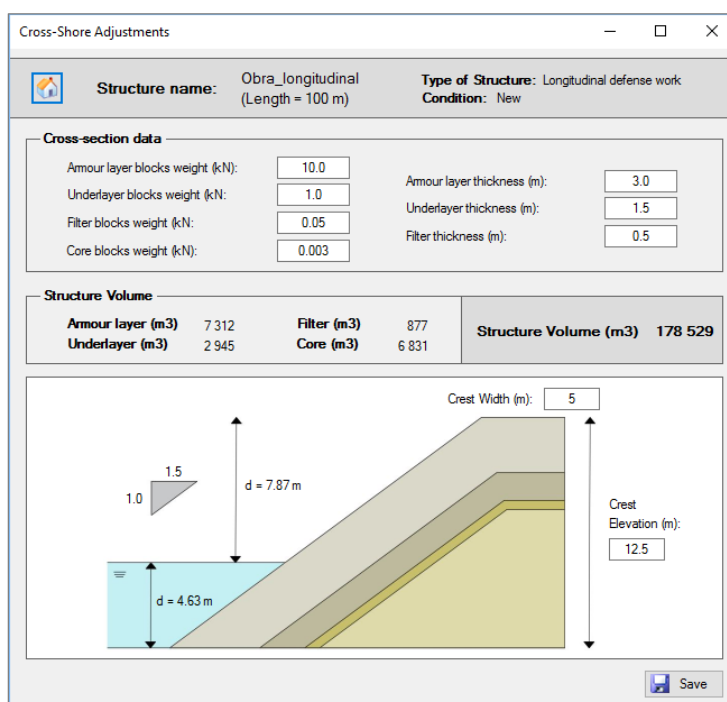 Cross-Shore Adjustments
Structure name: Obra_longitudinal
(Length = 100 m)
Type of Structure: Longitudinal defense work
Condition: New
Cross-section data
Armour layer blocks weight (kN): 10.0
Underlayer blocks weight (kN: 1.0
Filter blocks weight (kN: 0.05
Core blocks weight (kN): 0.003
Armour layer thickness (m): 3.0
Underlayer thickness (m): 1.5
Filter thickness (m): 0.5
Structure Volume
Armour layer (m3) 7 312 Filter (m3) 877
Underlayer (m3) 2 945 Core (m3) 6 831
Structure Volume (m3) 178 529
Crest Width (m): 5
1.5
1.0
d = 7.87 m
Crest
Elevation (m):
12.5
d = 4.63 m
Save